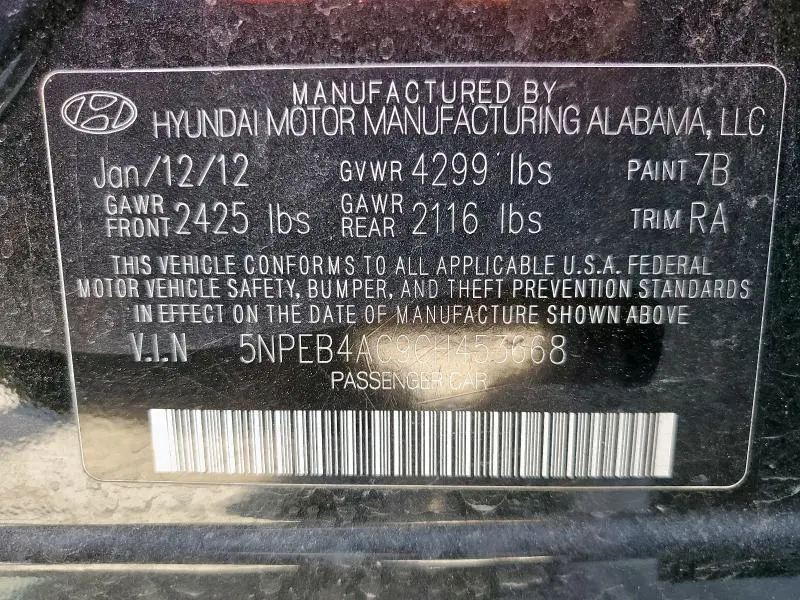 MANUFACTURED BY
HYUNDAI MOTOR MANUFACTURING ALABAMA, LLC
Jan/12/12 GVWR 4299 lbs PAINT 7B
GAWR FRONT 2425 lbs GAWR REAR 2116 lbs TRIM RA
THIS VEHICLE CONFORMS TO ALL APPLICABLE U.S.A. FEDERAL
MOTOR VEHICLE SAFETY, BUMPER, AND THEFT PREVENTION STANDARDS
IN EFFECT ON THE DATE OF MANUFACTURE SHOWN ABOVE
V.I.N 5NPEB4AC9CH453668
PASSENGER CAR